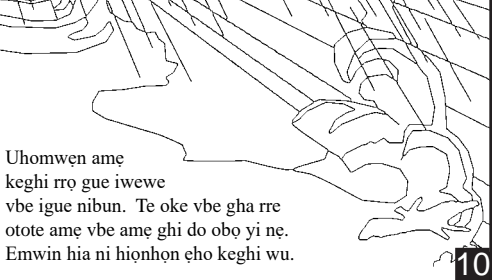 Uhomwẹn amẹ
keghi rrọ gue iwewe
vbe igue nibun.  Te oke vbe gha rre
otote amẹ vbe amẹ ghi do obọ yi nẹ.
Emwin hia ni hiọnhọn ẹho keghi wu.
10